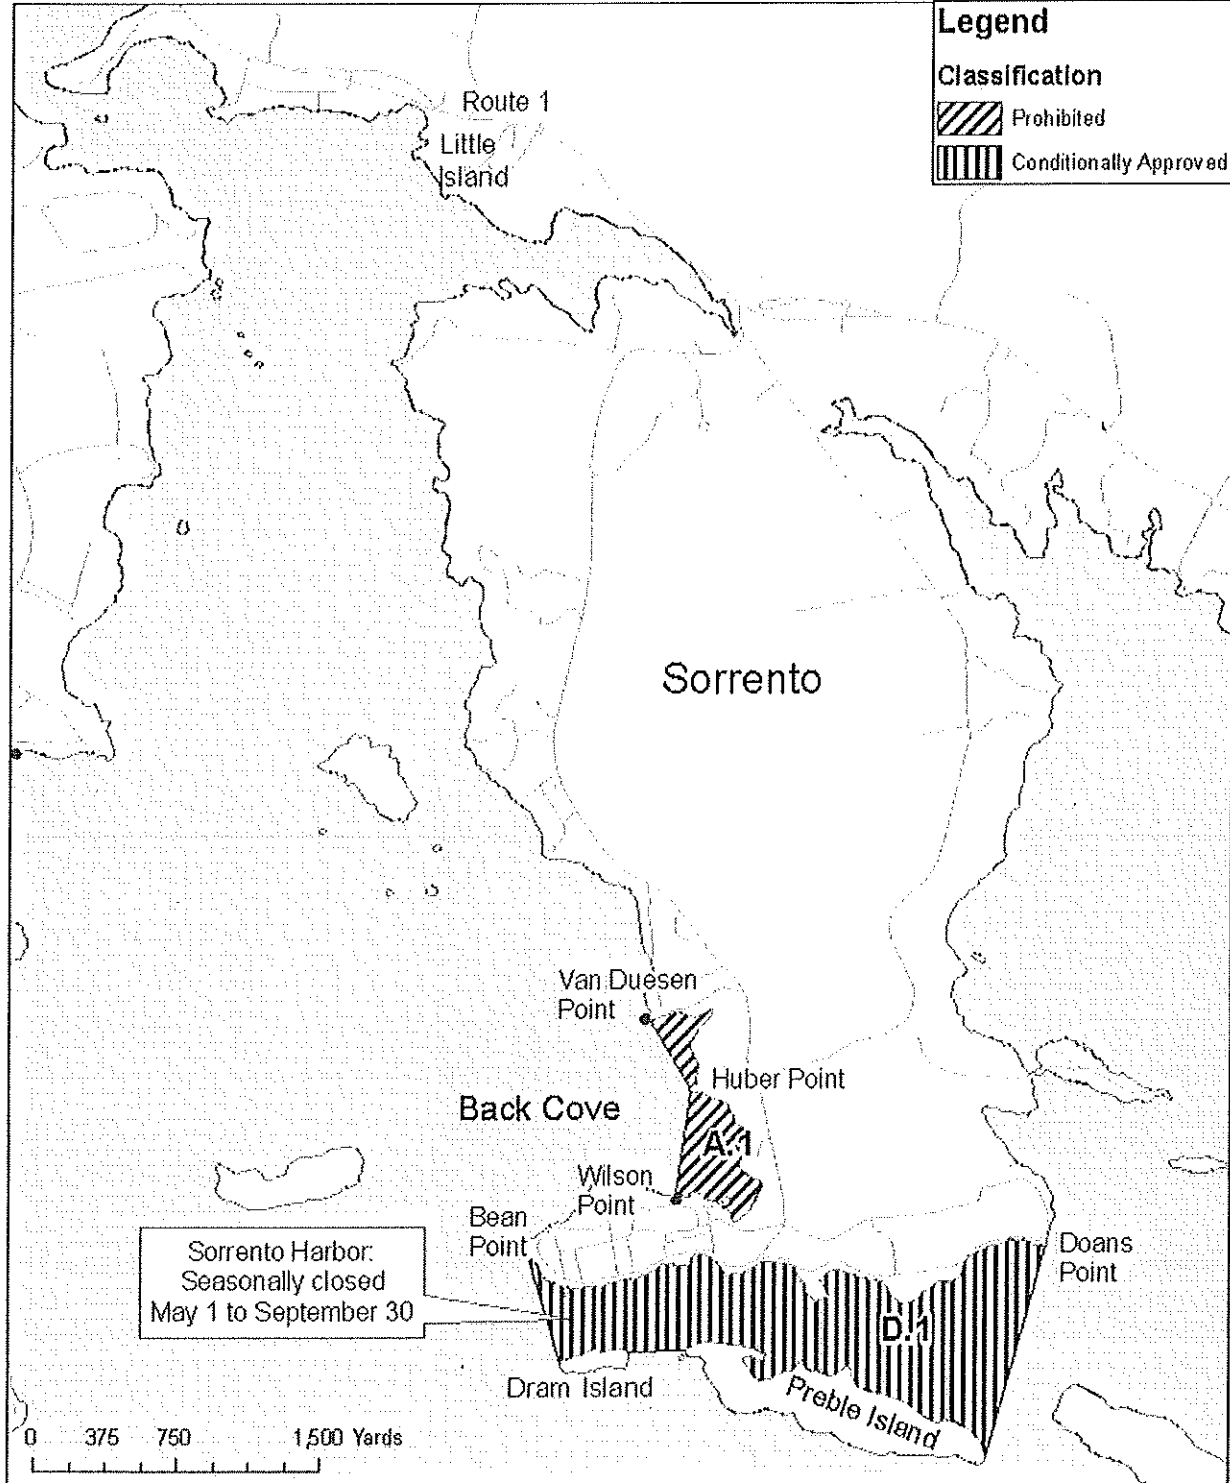 Legend
Classification
Prohibited
Conditionally Approved
Route 1
Little
Island
Sorrento
Van Duesen
Point
Huber Point
Back Cove
A.1
Wilson
Point
Bean
Point
Doans
Point
Sorrento Harbor:
Seasonally closed
May 1 to September 30
D.1
Dram Island
Preble Island
0 375 750 1,500 Yards